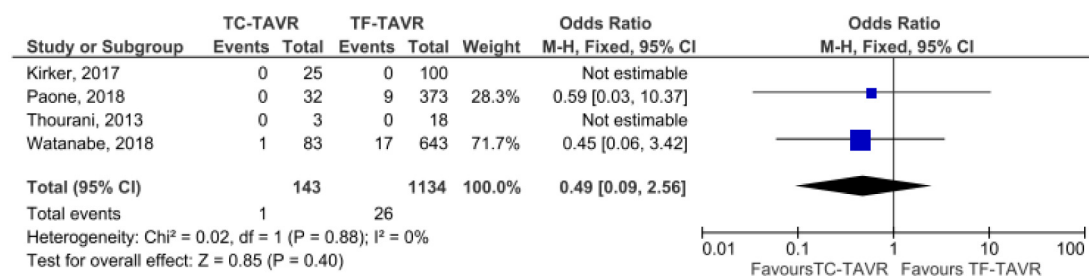 TC-TAVR TF-TAVR Odds Ratio Odds Ratio
Study or Subgroup Events Total Events Total Weight M-H, Fixed, 95% CI M-H, Fixed, 95% CI
Kirker, 2017 0 25 0 100 Not estimable
Paone, 2018 0 32 9 373 28.3% 0.59 [0.03, 10.37]
Thourani, 2013 0 3 0 18 Not estimable
Watanabe, 2018 1 83 17 643 71.7% 0.45 [0.06, 3.42]
Total (95% CI) 143 1134 100.0% 0.49 [0.09, 2.56]
Total events 1 26
Heterogeneity: Chi² = 0.02, df = 1 (P = 0.88); I² = 0%
Test for overall effect: Z = 0.85 (P = 0.40)
0.01 0.1 1 10 100
FavoursTC-TAVR Favours TF-TAVR